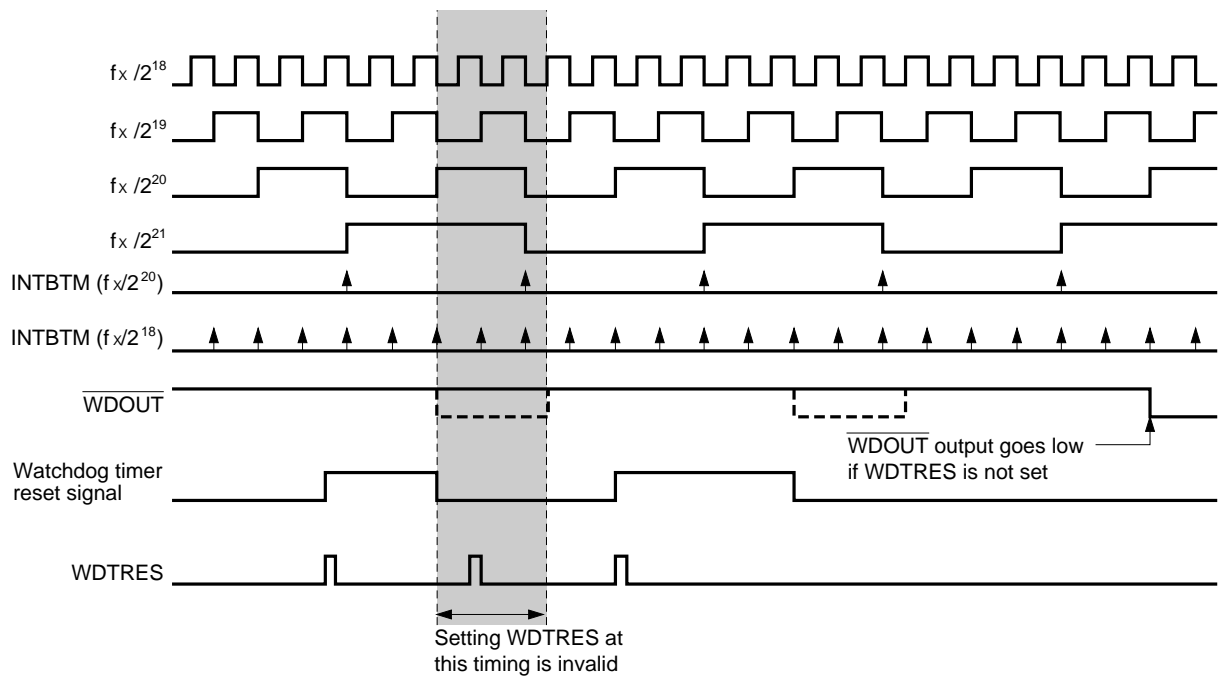 fx/2^18
fx/2^19
fx/2^20
fx/2^21
INTBTM (fx/2^20)
INTBTM (fx/2^18)
WDOUT
WDOUT output goes low
if WDTRES is not set
Watchdog timer
reset signal
WDTRES
Setting WDTRES at
this timing is invalid